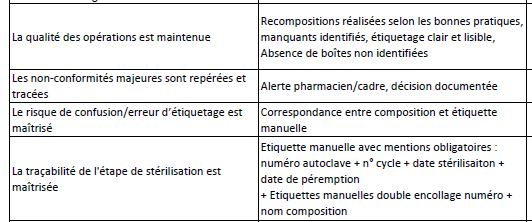 La qualité des opérations est maintenue
Recompositions réalisées selon les bonnes pratiques,
manquants identifiés, étiquetage clair et lisible,
Absence de boîtes non identifiées
Les non-conformités majeures sont repérées et
tracées
Alerte pharmacien/cadre, décision documentée
Le risque de confusion/erreur d'étiquetage est
maîtrisé
Correspondance entre composition et étiquette
manuelle
La traçabilité de l'étape de stérilisation est
maîtrisée
Etiquette manuelle avec mentions obligatoires :
numéro autoclave + n° cycle + date stérilisaiton +
date de péremption
+ Etiquettes manuelles double encollage numéro +
nom composition